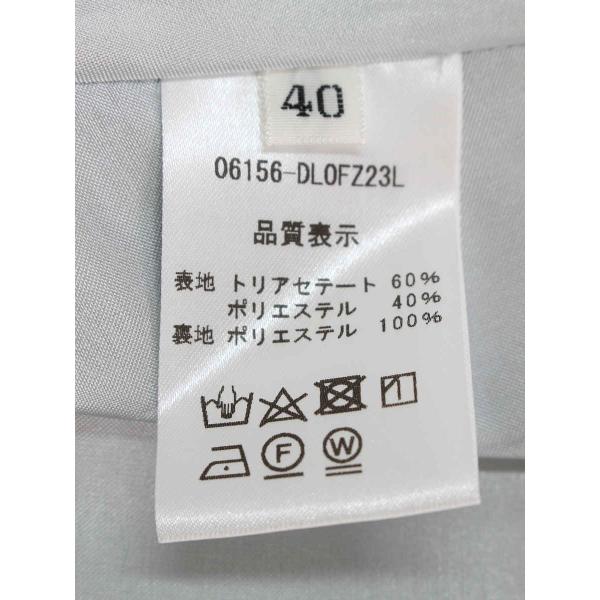 40
06156-DL0FZ23L
品質表示
表地 トリアセテート 60%
ポリエステル 40%
裏地 ポリエステル 100%
F W